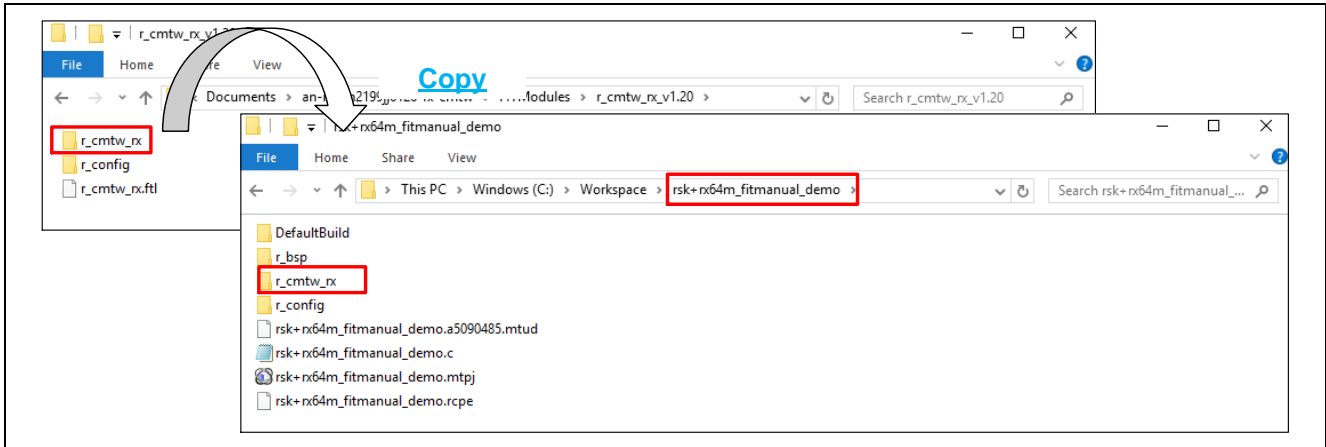 r_cmtw_rx_v1.20
File Home View
Copy
Documents > FITModules > r_cmtw_rx_v1.20 >
Search r_cmtw_rx_v1.20
r_cmtw_rx
r_config
r_cmtw_rx.ftl
rsk+rx64m_fitmanual_demo
File Home Share View
> This PC > Windows (C:) > Workspace > rsk+rx64m_fitmanual_demo >
Search rsk+rx64m_fitmanual_...
DefaultBuild
r_bsp
r_cmtw_rx
r_config
rsk+rx64m_fitmanual_demo.a5090485.mtud
rsk+rx64m_fitmanual_demo.c
rsk+rx64m_fitmanual_demo.mtpj
rsk+rx64m_fitmanual_demo.rcpe